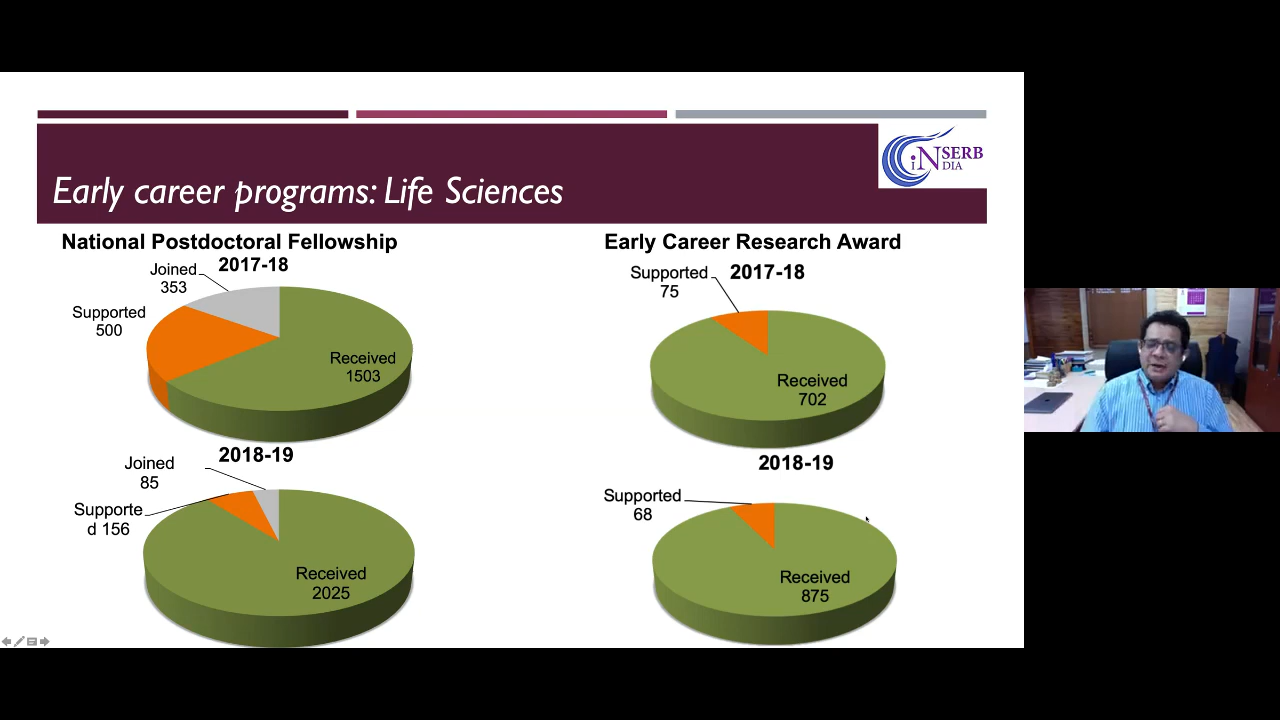 Early career programs: Life Sciences
iNSERB
DIA
National Postdoctoral Fellowship
2017-18
Joined
353
Supported
500
Received
1503
2018-19
Joined
85
Supporte
d 156
Received
2025
Early Career Research Award
2017-18
Supported
75
Received
702
2018-19
Supported
68
Received
875